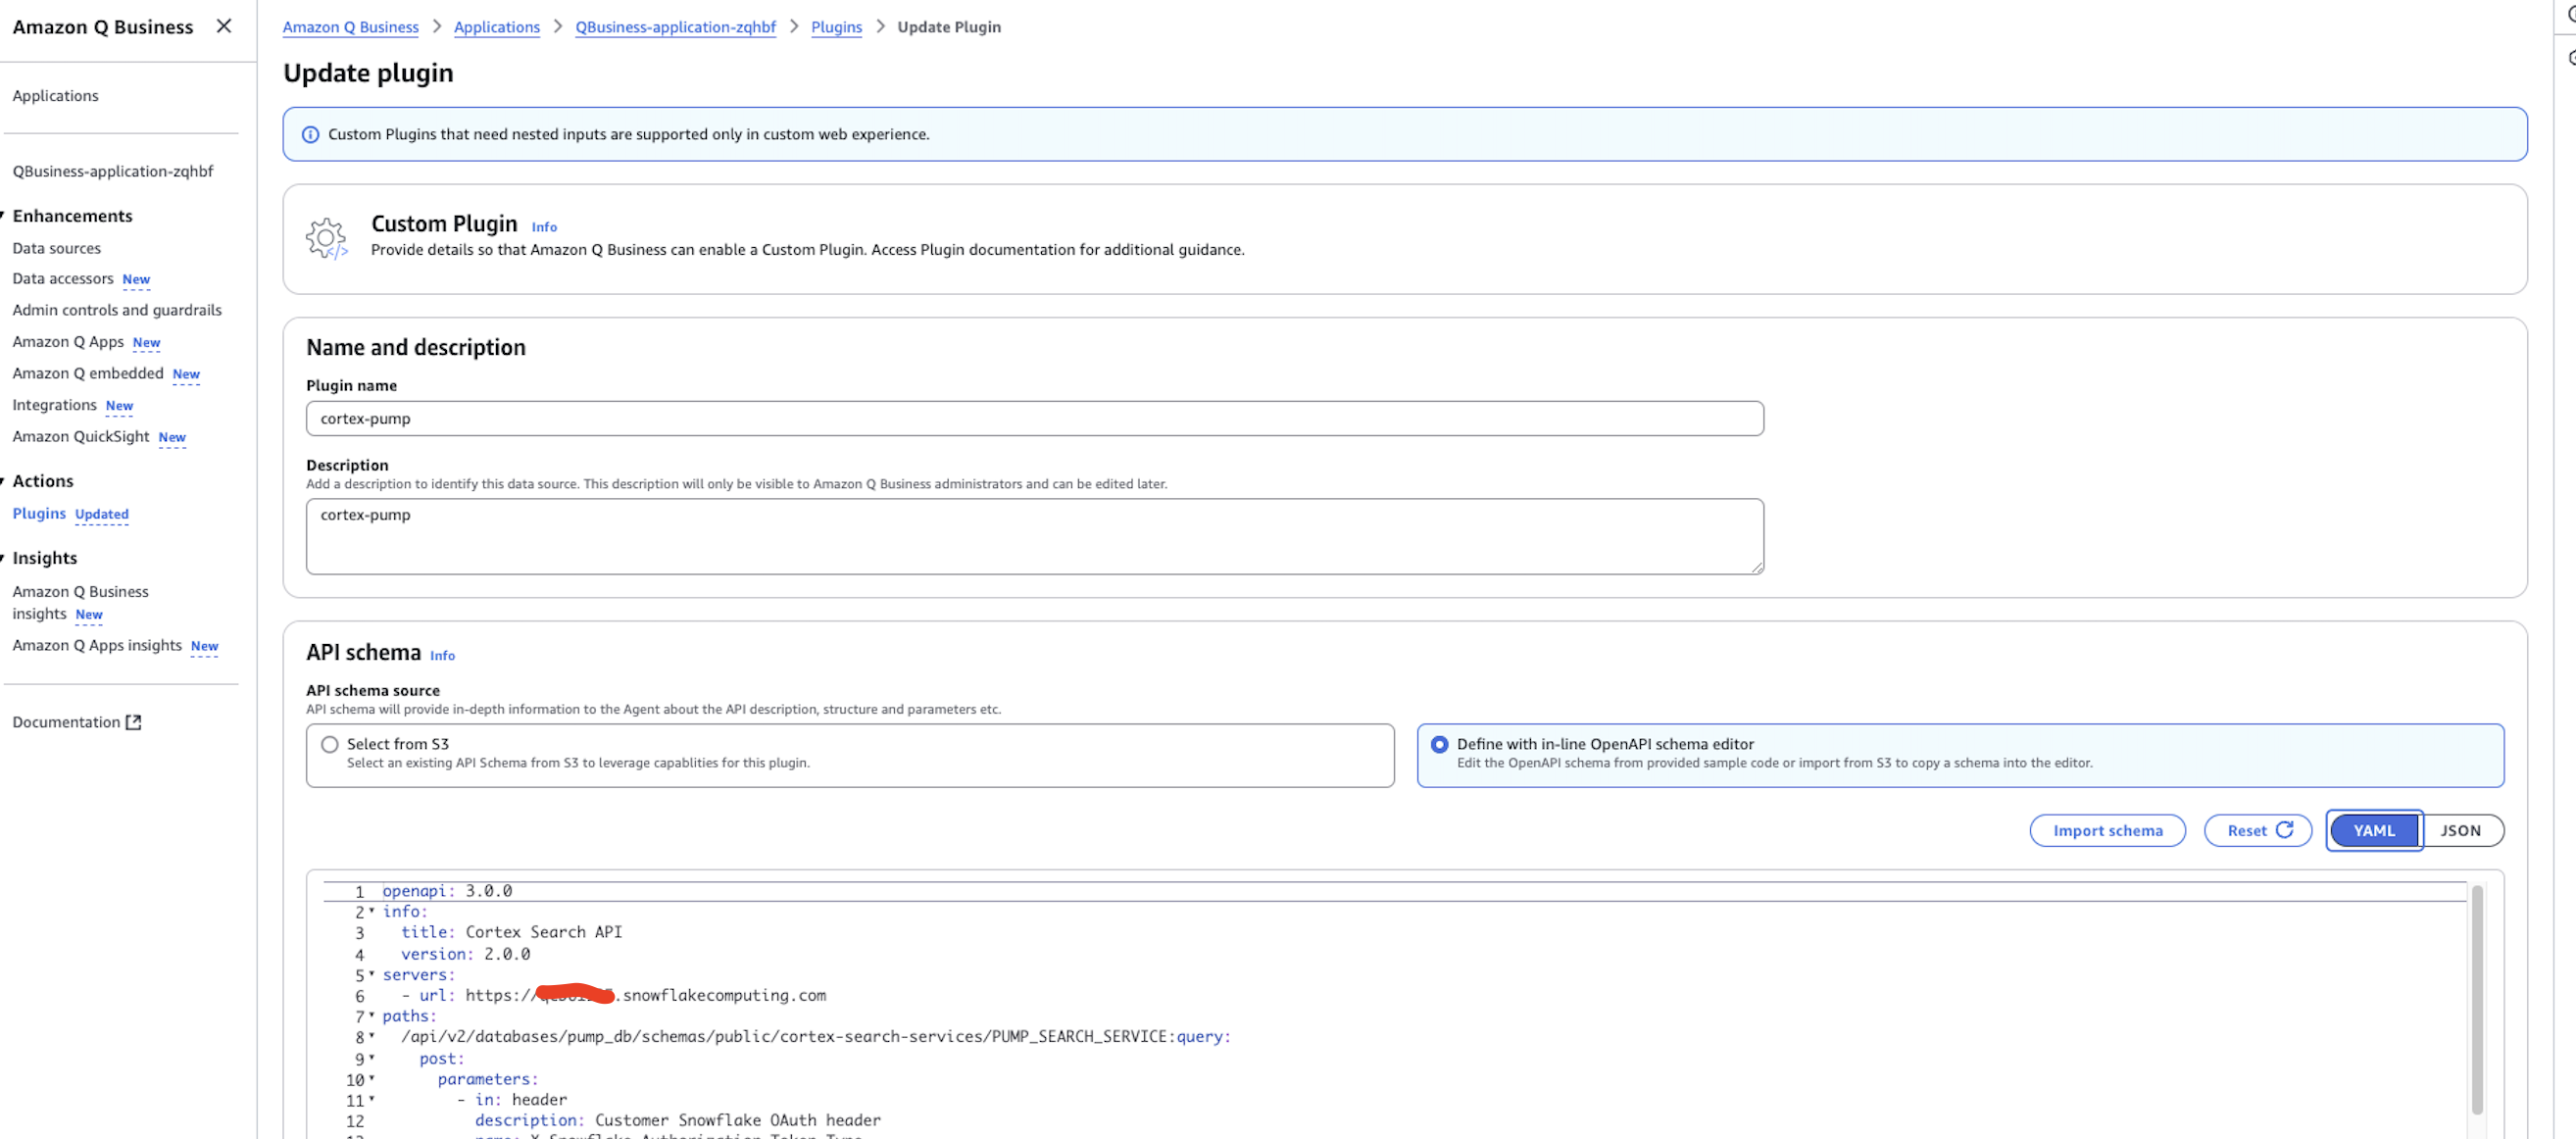 Amazon Q Business
Applications
QBusiness-application-zqhbf
Enhancements
Data sources
Data accessors New
Admin controls and guardrails
Amazon Q Apps New
Amazon Q embedded New
Integrations New
Amazon QuickSight New
Actions
Plugins Updated
Insights
Amazon Q Business
insights New
Amazon Q Apps insights New
Documentation
Amazon Q Business > Applications > QBusiness-application-zqhbf > Plugins > Update Plugin
Update plugin
Custom Plugins that need nested inputs are supported only in custom web experience.
Custom Plugin Info
Provide details so that Amazon Q Business can enable a Custom Plugin. Access Plugin documentation for additional guidance.
Name and description
Plugin name
cortex-pump
Description
Add a description to identify this data source. This description will only be visible to Amazon Q Business administrators and can be edited later.
cortex-pump
API schema Info
API schema source
API schema will provide in-depth information to the Agent about the API description, structure and parameters etc.
Select from S3
Select an existing API Schema from S3 to leverage capablities for this plugin.
Define with in-line OpenAPI schema editor
Edit the OpenAPI schema from provided sample code or import from S3 to copy a schema into the editor.
Import schema Reset YAML JSON
1 openapi: 3.0.0
2 info:
3 title: Cortex Search API
4 version: 2.0.0
5 servers:
6 - url: https://.snowflakecomputing.com
7 paths:
8 /api/v2/databases/pump_db/schemas/public/cortex-search-services/PUMP_SEARCH_SERVICE:query:
9 post:
10 parameters:
11 - in: header
12 description: Customer Snowflake OAuth header